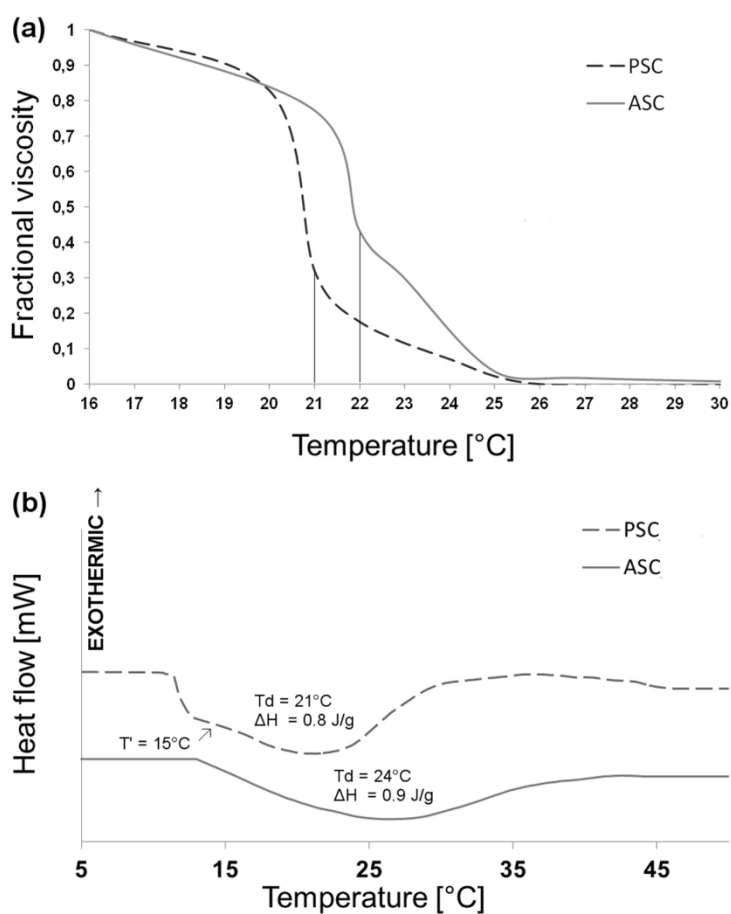 (a)
Fractional viscosity
1
0,9
0,8
0,7
0,6
0,5
0,4
0,3
0,2
0,1
0
PSC
ASC
16 17 18 19 20 21 22 23 24 25 26 27 28 29 30
Temperature [°C]
(b)
EXOTHERMIC →
Heat flow [mW]
PSC
ASC
Td = 21°C
ΔH = 0.8 J/g
T' = 15°C
Td = 24°C
ΔH = 0.9 J/g
5 15 25 35 45
Temperature [°C]